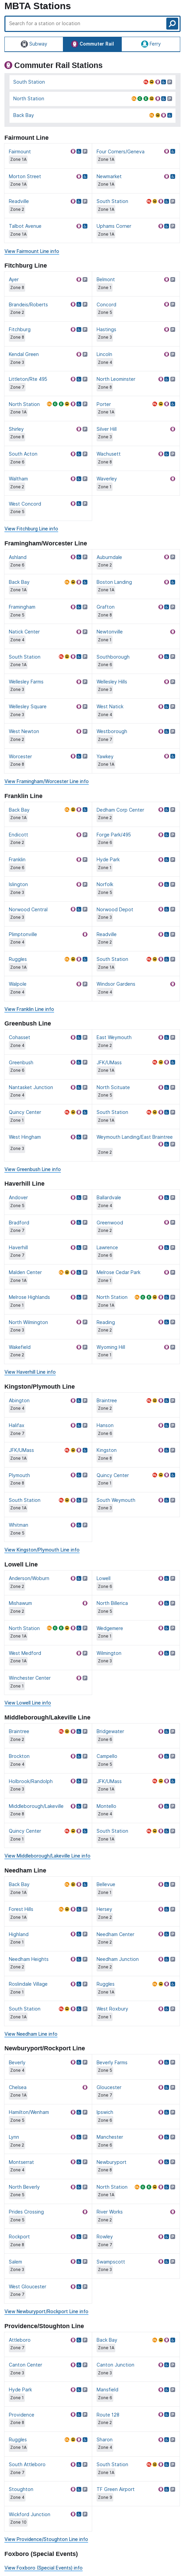 MBTA Stations
Search for a station or location
Subway
Commuter Rail
Ferry
Commuter Rail Stations
South Station
North Station
Back Bay
Fairmount Line
Fairmount
Zone 1A
Four Corners/Geneva
Zone 1A
Morton Street
Zone 1A
Newmarket
Zone 1A
Readville
Zone 2
South Station
Zone 1A
Talbot Avenue
Zone 1A
Uphams Corner
Zone 1A
View Fairmount Line info
Fitchburg Line
Ayer
Zone 8
Belmont
Zone 1
Brandeis/Roberts
Zone 2
Concord
Zone 5
Fitchburg
Zone 8
Hastings
Zone 3
Kendal Green
Zone 3
Lincoln
Zone 4
Littleton/Rte 495
Zone 7
North Leominster
Zone 8
North Station
Zone 1A
Porter
Zone 1A
Shirley
Zone 8
Silver Hill
Zone 3
South Acton
Zone 6
Wachusett
Zone 8
Waltham
Zone 2
Waverley
Zone 1
West Concord
Zone 5
View Fitchburg Line info
Framingham/Worcester Line
Ashland
Zone 6
Auburndale
Zone 2
Back Bay
Zone 1A
Boston Landing
Zone 1A
Framingham
Zone 5
Grafton
Zone 8
Natick Center
Zone 4
Newtonville
Zone 1
South Station
Zone 1A
Southborough
Zone 6
Wellesley Farms
Zone 3
Wellesley Hills
Zone 3
Wellesley Square
Zone 3
West Natick
Zone 4
West Newton
Zone 2
Westborough
Zone 7
Worcester
Zone 8
Yawkey
Zone 1A
View Framingham/Worcester Line info
Franklin Line
Back Bay
Zone 1A
Dedham Corp Center
Zone 2
Endicott
Zone 2
Forge Park/495
Zone 6
Franklin
Zone 6
Hyde Park
Zone 1
Islington
Zone 3
Norfolk
Zone 5
Norwood Central
Zone 3
Norwood Depot
Zone 3
Plimptonville
Zone 4
Readville
Zone 2
Ruggles
Zone 1A
South Station
Zone 1A
Walpole
Zone 4
Windsor Gardens
Zone 4
View Franklin Line info
Greenbush Line
Cohasset
Zone 4
East Weymouth
Zone 2
Greenbush
Zone 6
JFK/UMass
Zone 1A
Nantasket Junction
Zone 4
North Scituate
Zone 5
Quincy Center
Zone 1
South Station
Zone 1A
West Hingham
Zone 3
Weymouth Landing/East Braintree
Zone 2
View Greenbush Line info
Haverhill Line
Andover
Zone 5
Ballardvale
Zone 4
Bradford
Zone 7
Greenwood
Zone 2
Haverhill
Zone 7
Lawrence
Zone 6
Malden Center
Zone 1A
Melrose Cedar Park
Zone 1
Melrose Highlands
Zone 1
North Station
Zone 1A
North Wilmington
Zone 3
Reading
Zone 2
Wakefield
Zone 2
Wyoming Hill
Zone 1
View Haverhill Line info
Kingston/Plymouth Line
Abington
Zone 4
Braintree
Zone 2
Halifax
Zone 7
Hanson
Zone 6
JFK/UMass
Zone 1A
Kingston
Zone 8
Plymouth
Zone 8
Quincy Center
Zone 1
South Station
Zone 1A
South Weymouth
Zone 3
Whitman
Zone 5
View Kingston/Plymouth Line info
Lowell Line
Anderson/Woburn
Zone 2
Lowell
Zone 6
Mishawum
Zone 2
North Billerica
Zone 5
North Station
Zone 1A
Wedgemere
Zone 1
West Medford
Zone 1A
Wilmington
Zone 3
Winchester Center
Zone 1
View Lowell Line info
Middleborough/Lakeville Line
Braintree
Zone 2
Bridgewater
Zone 6
Brockton
Zone 4
Campello
Zone 5
Holbrook/Randolph
Zone 3
JFK/UMass
Zone 1A
Middleborough/Lakeville
Zone 8
Montello
Zone 4
Quincy Center
Zone 1
South Station
Zone 1A
View Middleborough/Lakeville Line info
Needham Line
Back Bay
Zone 1A
Bellevue
Zone 1
Forest Hills
Zone 1A
Hersey
Zone 2
Highland
Zone 1
Needham Center
Zone 2
Needham Heights
Zone 2
Needham Junction
Zone 2
Roslindale Village
Zone 1
Ruggles
Zone 1A
South Station
Zone 1A
West Roxbury
Zone 1
View Needham Line info
Newburyport/Rockport Line
Beverly
Zone 4
Beverly Farms
Zone 5
Chelsea
Zone 1A
Gloucester
Zone 7
Hamilton/Wenham
Zone 5
Ipswich
Zone 6
Lynn
Zone 2
Manchester
Zone 6
Montserrat
Zone 4
Newburyport
Zone 8
North Beverly
Zone 5
North Station
Zone 1A
Prides Crossing
Zone 5
River Works
Zone 2
Rockport
Zone 8
Rowley
Zone 7
Salem
Zone 3
Swampscott
Zone 3
West Gloucester
Zone 7
View Newburyport/Rockport Line info
Providence/Stoughton Line
Attleboro
Zone 7
Back Bay
Zone 1A
Canton Center
Zone 3
Canton Junction
Zone 3
Hyde Park
Zone 1
Mansfield
Zone 6
Providence
Zone 8
Route 128
Zone 2
Ruggles
Zone 1A
Sharon
Zone 4
South Attleboro
Zone 7
South Station
Zone 1A
Stoughton
Zone 4
TF Green Airport
Zone 9
Wickford Junction
Zone 10
View Providence/Stoughton Line info
Foxboro (Special Events)
View Foxboro (Special Events) info